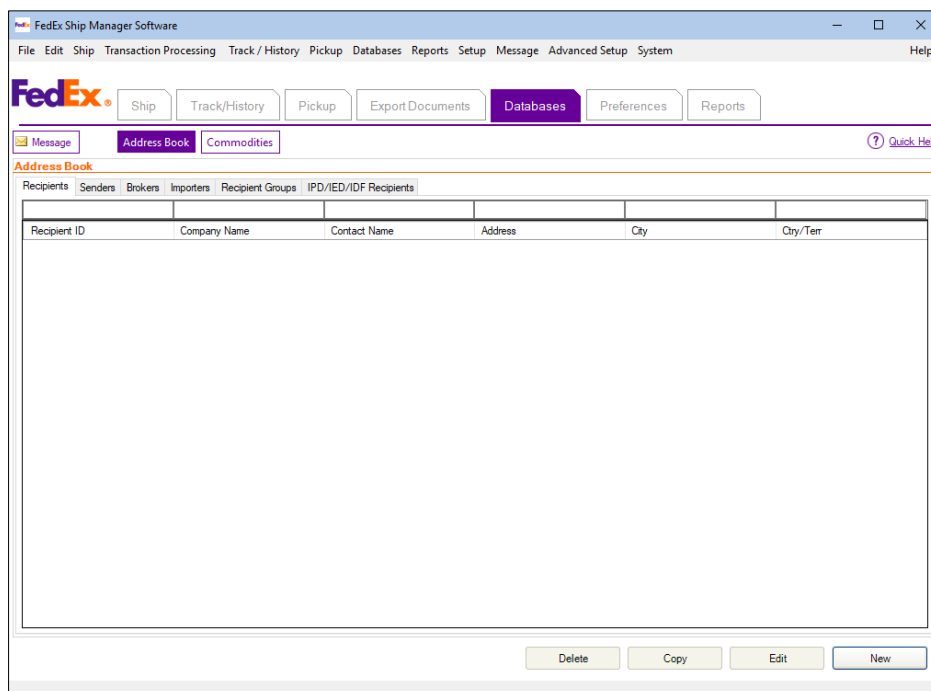 FedEx Ship Manager Software
File Edit Ship Transaction Processing Track / History Pickup Databases Reports Setup Message Advanced Setup System Help
FedEx® Ship Track/History Pickup Export Documents Databases Preferences Reports
Message Address Book Commodities ? Quick Hel
Address Book
Recipients Senders Brokers Importers Recipient Groups IPD/IED/IDF Recipients
Recipient ID Company Name Contact Name Address City Ctry/Terr
Delete Copy Edit New